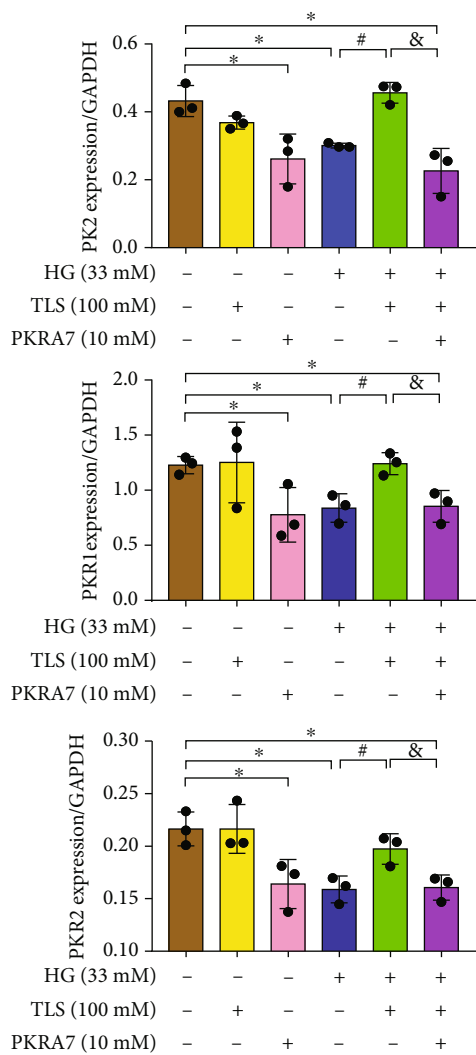 *
* # &
*
0.6
0.4
0.2
0.0
PK2 expression/GAPDH
HG (33 mM) – – – + + +
TLS (100 mM) – + – – + +
PKRA7 (10 mM) – – + – – +
*
* # &
*
2.0
1.5
1.0
0.5
0.0
PKR1 expression/GAPDH
HG (33 mM) – – – + + +
TLS (100 mM) – + – – + +
PKRA7 (10 mM) – – + – – +
*
* # &
*
0.30
0.25
0.20
0.15
0.10
PKR2 expression/GAPDH
HG (33 mM) – – – + + +
TLS (100 mM) – + – – + +
PKRA7 (10 mM) – – + – – +